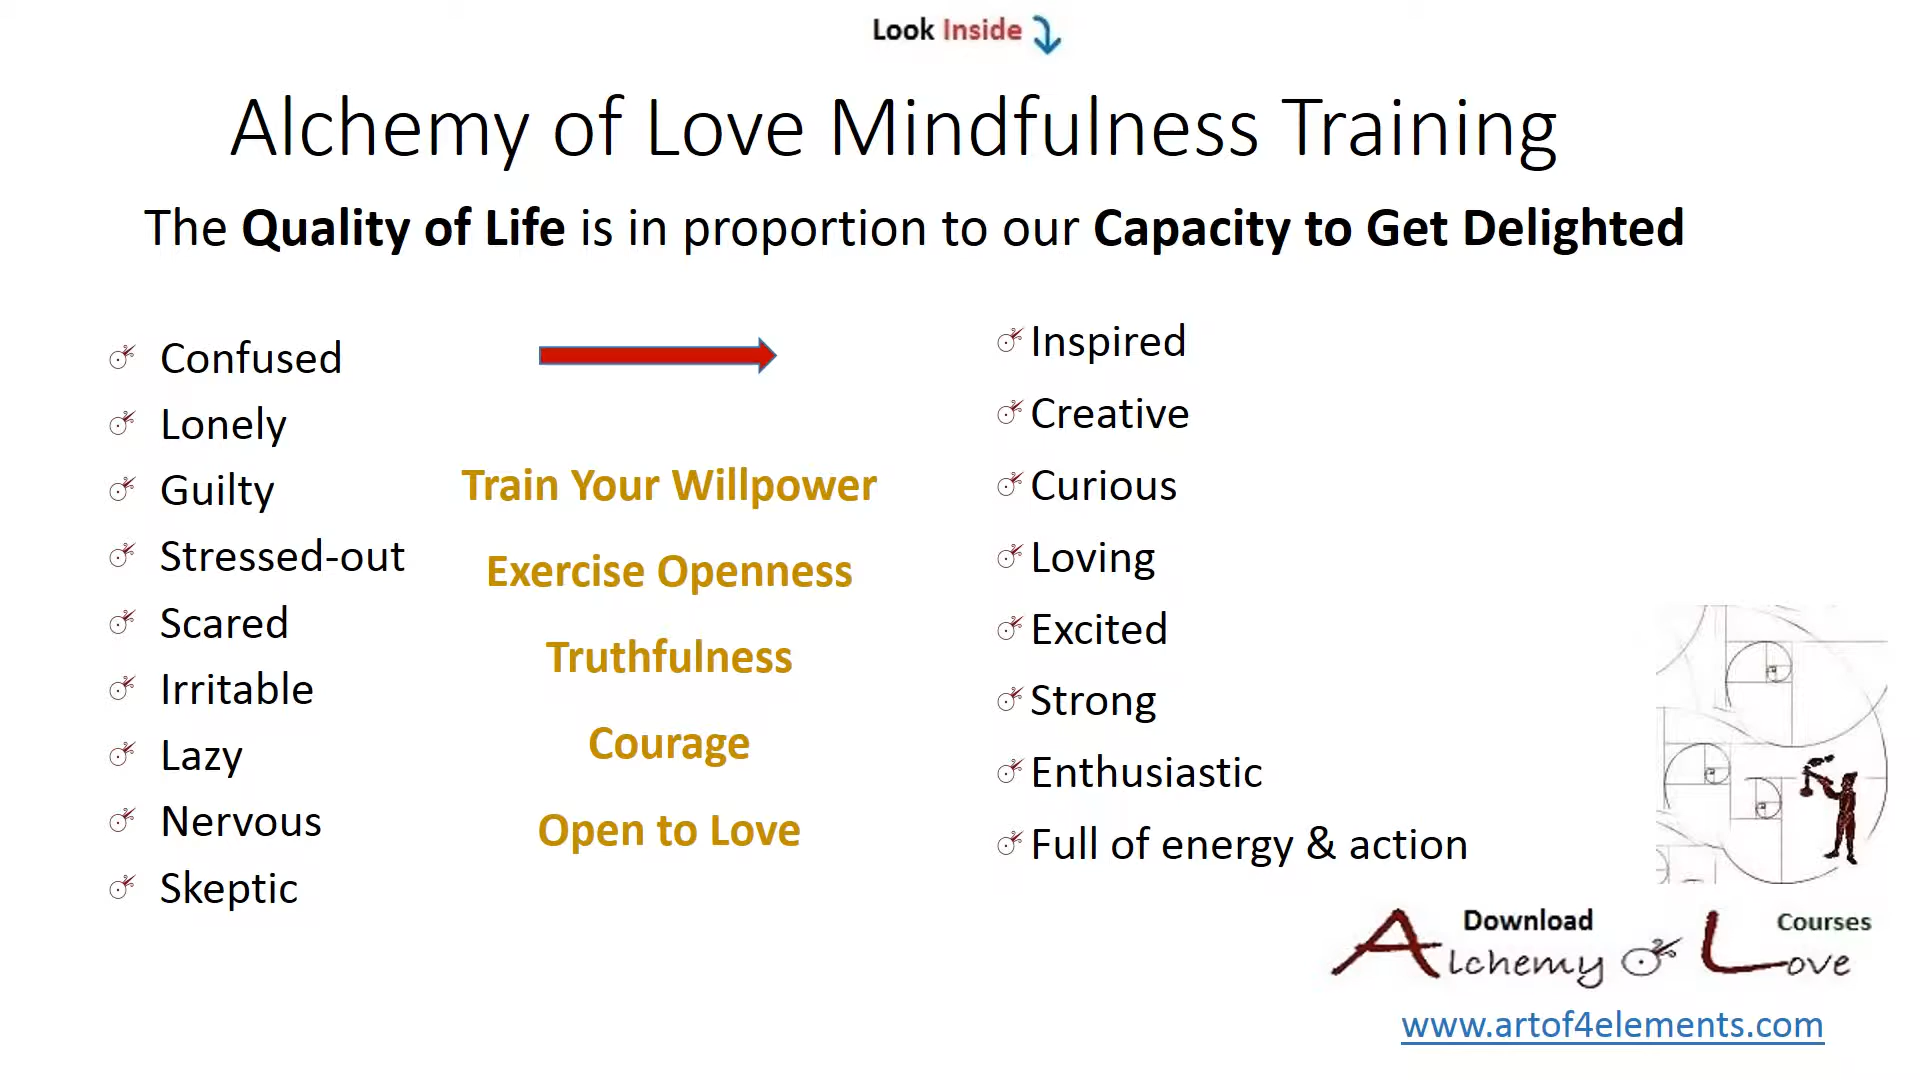 Look Inside
Alchemy of Love Mindfulness Training
The Quality of Life is in proportion to our Capacity to Get Delighted
Confused
Lonely
Guilty
Stressed-out
Scared
Irritable
Lazy
Nervous
Skeptic
Train Your Willpower
Exercise Openness
Truthfulness
Courage
Open to Love
Inspired
Creative
Curious
Loving
Excited
Strong
Enthusiastic
Full of energy & action
Download Courses
Alchemy of Love
www.artof4elements.com